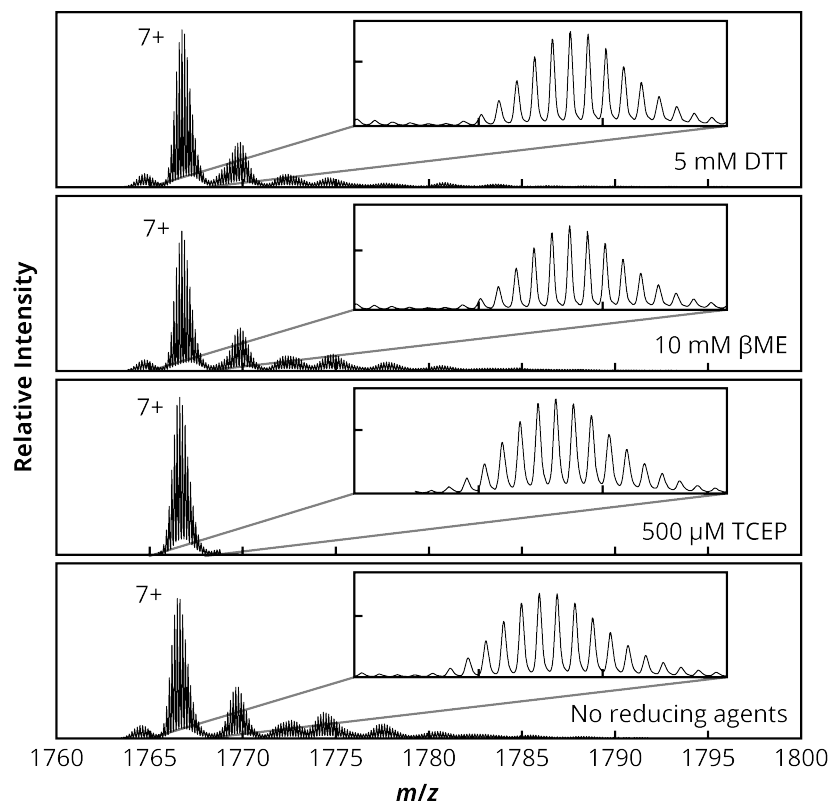 7+
5 mM DTT
7+
10 mM βME
7+
500 µM TCEP
7+
No reducing agents
Relative Intensity
1760 1765 1770 1775 1780 1785 1790 1795 1800
m/z